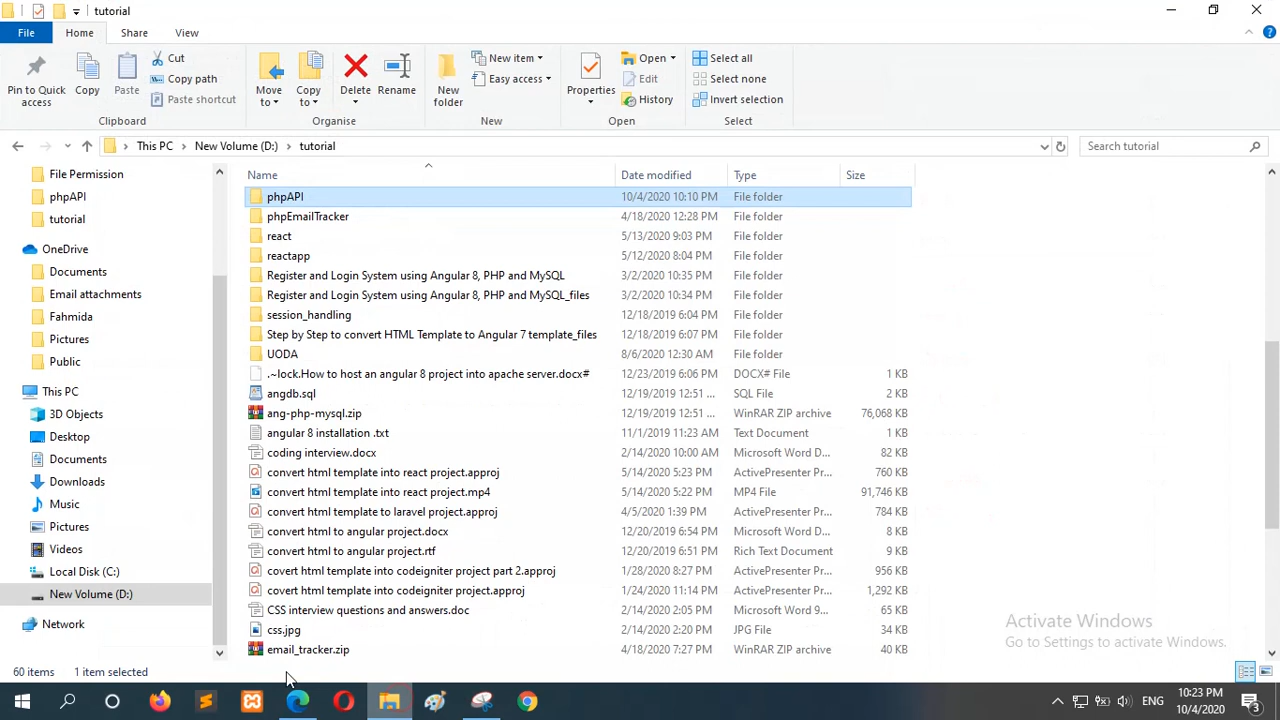 tutorial
File Home Share View
Pin to Quick access
Copy
Paste
Cut
Copy path
Paste shortcut
Clipboard
Move to
Copy to
Delete
Rename
Organise
New folder
New item
Easy access
New
Properties
Open
Edit
History
Open
Select all
Select none
Invert selection
Select
This PC New Volume (D:) tutorial
Search tutorial
File Permission
phpAPI
tutorial
OneDrive
Documents
Email attachments
Fahmida
Pictures
Public
This PC
3D Objects
Desktop
Documents
Downloads
Music
Pictures
Videos
Local Disk (C:)
New Volume (D:)
Network
Name Date modified Type Size
phpAPI 10/4/2020 10:10 PM File folder
phpEmailTracker 4/18/2020 12:28 PM File folder
react 5/13/2020 9:03 PM File folder
reactapp 5/12/2020 8:04 PM File folder
Register and Login System using Angular 8, PHP and MySQL 3/2/2020 10:35 PM File folder
Register and Login System using Angular 8, PHP and MySQL_files 3/2/2020 10:34 PM File folder
session_handling 12/18/2019 6:04 PM File folder
Step by Step to convert HTML Template to Angular 7 template_files 12/18/2019 6:07 PM File folder
UODA 8/6/2020 12:30 AM File folder
.~lock.How to host an angular 8 project into apache server.docx# 12/23/2019 6:06 PM DOCX# File 1 KB
angdb.sql 12/19/2019 12:51 ... SQL File 2 KB
ang-php-mysql.zip 12/19/2019 12:51 ... WinRAR ZIP archive 76,068 KB
angular 8 installation .txt 11/1/2019 11:23 AM Text Document 1 KB
coding interview.docx 2/14/2020 10:00 AM Microsoft Word D... 82 KB
convert html template into react project.approj 5/14/2020 5:23 PM ActivePresenter Pr... 760 KB
convert html template into react project.mp4 5/14/2020 5:22 PM MP4 File 91,746 KB
convert html template to laravel project.approj 4/5/2020 1:39 PM ActivePresenter Pr... 784 KB
convert html to angular project.docx 12/20/2019 6:54 PM Microsoft Word D... 8 KB
convert html to angular project.rtf 12/20/2019 6:51 PM Rich Text Document 9 KB
covert html template into codeigniter project part 2.approj 1/28/2020 8:27 PM ActivePresenter Pr... 956 KB
covert html template into codeigniter project.approj 1/24/2020 11:14 PM ActivePresenter Pr... 1,292 KB
CSS interview questions and answers.doc 2/14/2020 2:05 PM Microsoft Word 9... 65 KB
css.jpg 2/14/2020 2:20 PM JPG File 34 KB
email_tracker.zip 4/18/2020 7:27 PM WinRAR ZIP archive 40 KB
Activate Windows
Go to Settings to activate Windows.
60 items 1 item selected
ENG
10:23 PM
10/4/2020
3